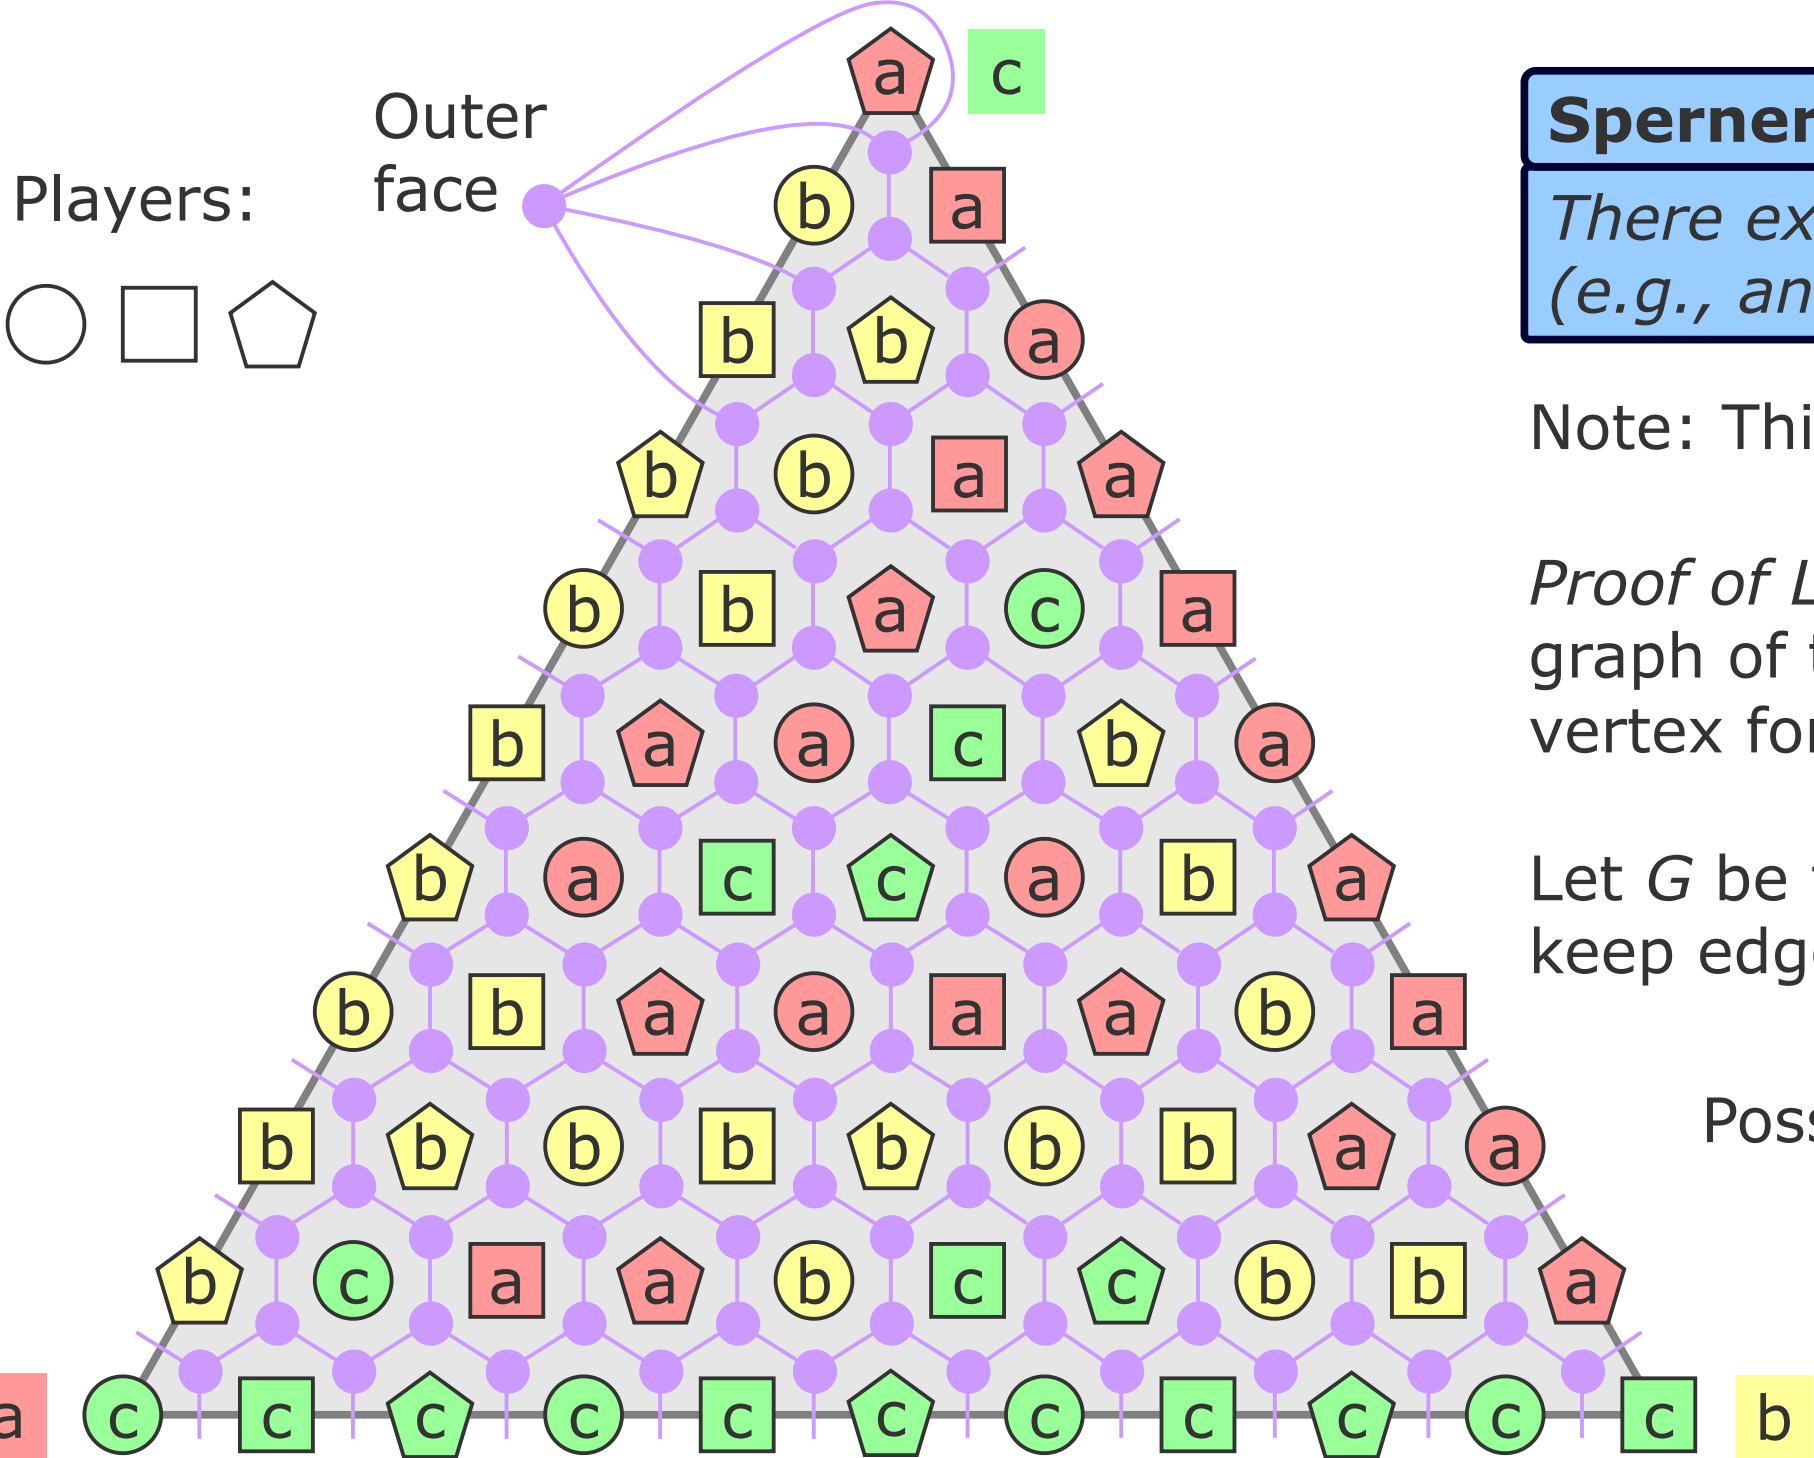 Outer
face
Players:
a c
b a
b b a
b b a a
b b a c a
b a a c b a
b a c c a b a
b b a a a a b a
b b b b b b b a a
b c a a b c c b b a
a c c c c c c c c c c c b
Sperner
There ex
(e.g., an
Note: Thi
Proof of L
graph of t
vertex for
Let G be
keep edg
Poss